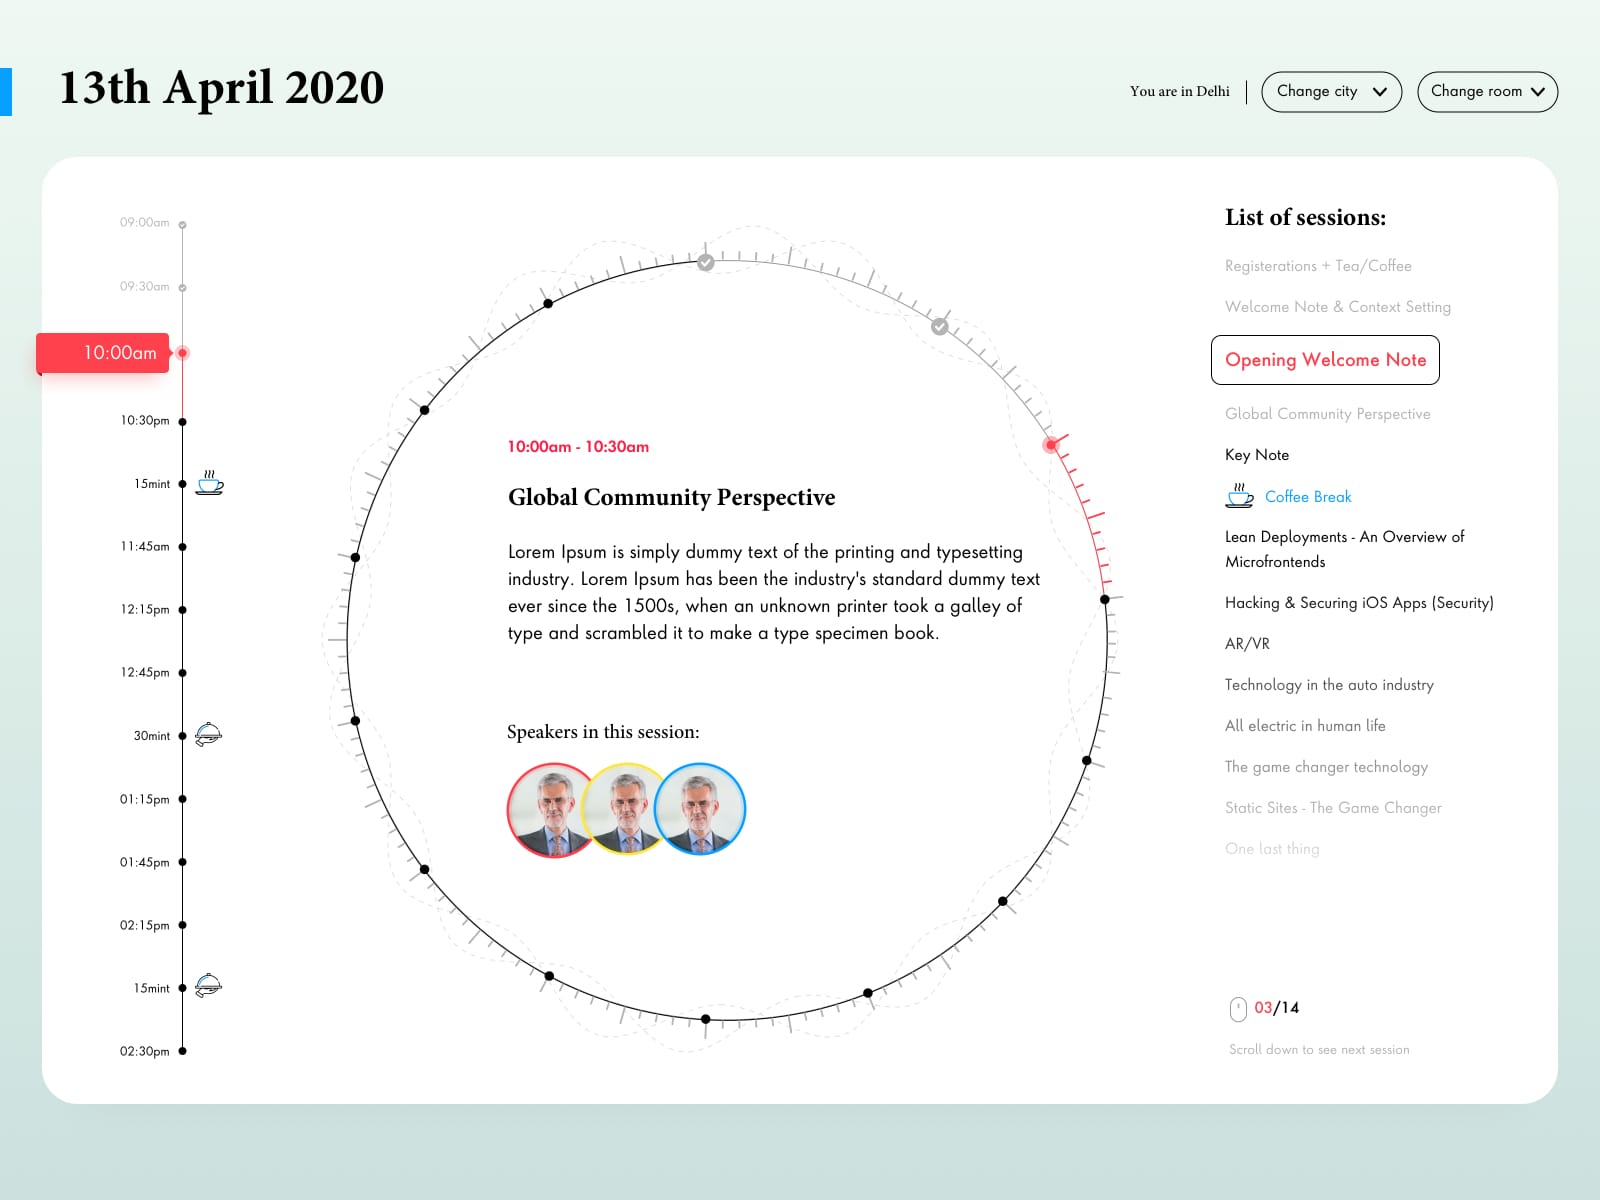 13th April 2020
You are in Delhi
Change city
Change room
09:00am
09:30am
10:00am
10:30pm
15mint
11:45am
12:15pm
12:45pm
30mint
01:15pm
01:45pm
02:15pm
15mint
02:30pm
10:00am - 10:30am
Global Community Perspective
Lorem Ipsum is simply dummy text of the printing and typesetting
industry. Lorem Ipsum has been the industry's standard dummy text
ever since the 1500s, when an unknown printer took a galley of
type and scrambled it to make a type specimen book.
Speakers in this session:
List of sessions:
Registerations + Tea/Coffee
Welcome Note & Context Setting
Opening Welcome Note
Global Community Perspective
Key Note
Coffee Break
Lean Deployments - An Overview of
Microfrontends
Hacking & Securing iOS Apps (Security)
AR/VR
Technology in the auto industry
All electric in human life
The game changer technology
Static Sites - The Game Changer
One last thing
03/14
Scroll down to see next session